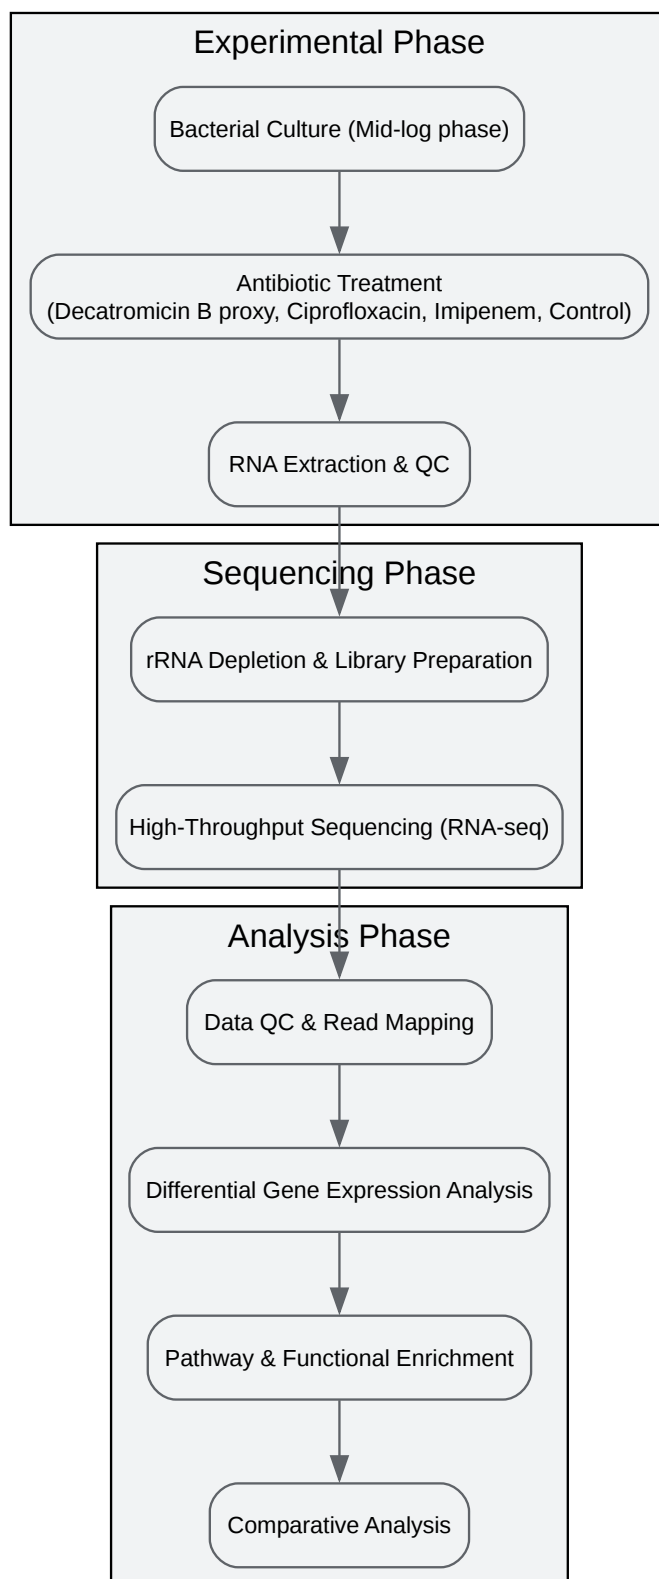 Experimental Phase
Bacterial Culture (Mid-log phase)
Antibiotic Treatment
(Decatromicin B proxy, Ciprofloxacin, Imipenem, Control)
RNA Extraction & QC
Sequencing Phase
rRNA Depletion & Library Preparation
High-Throughput Sequencing (RNA-seq)
Analysis Phase
Data QC & Read Mapping
Differential Gene Expression Analysis
Pathway & Functional Enrichment
Comparative Analysis